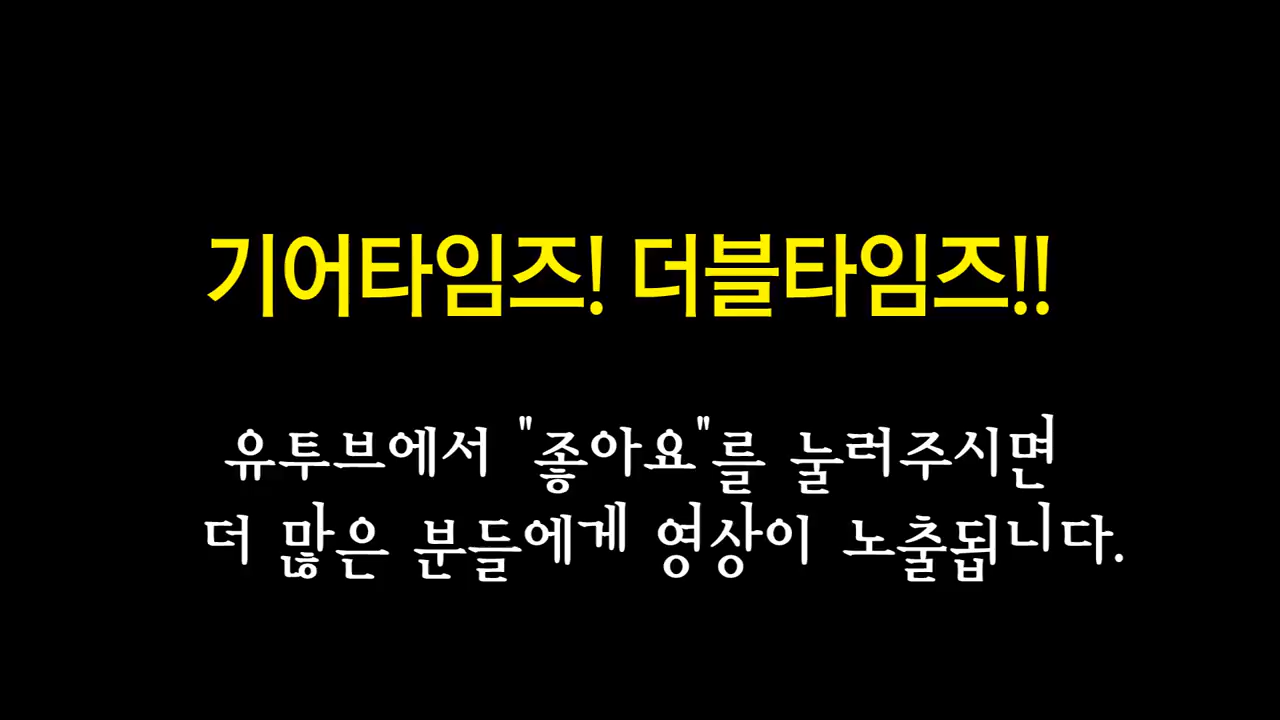 기어타임즈! 더블타임즈!!
유투브에서 "좋아요"를 눌러주시면
더 많은 분들에게 영상이 노출됩니다.